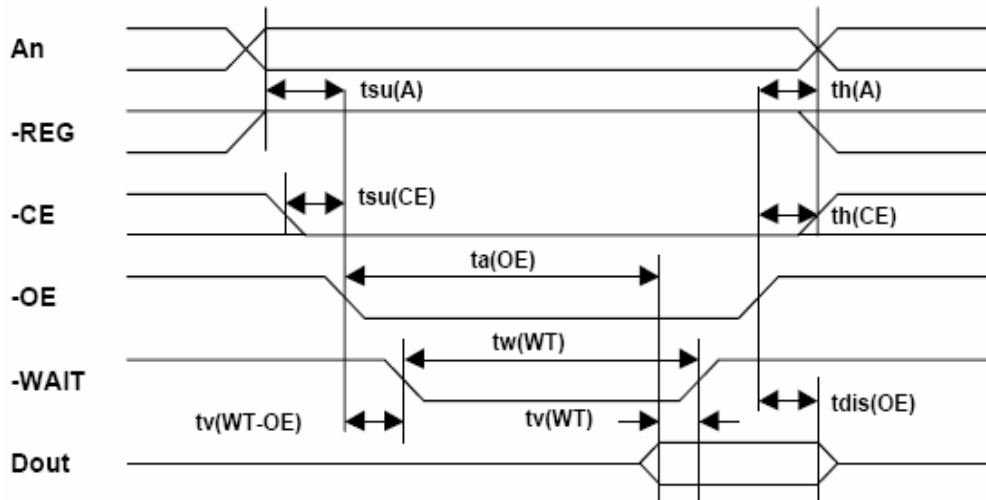 An
tsu(A) th(A)
-REG
tsu(CE)
-CE th(CE)
ta(OE)
-OE
tw(WT)
-WAIT
tdis(OE)
tv(WT-OE) tv(WT)
Dout